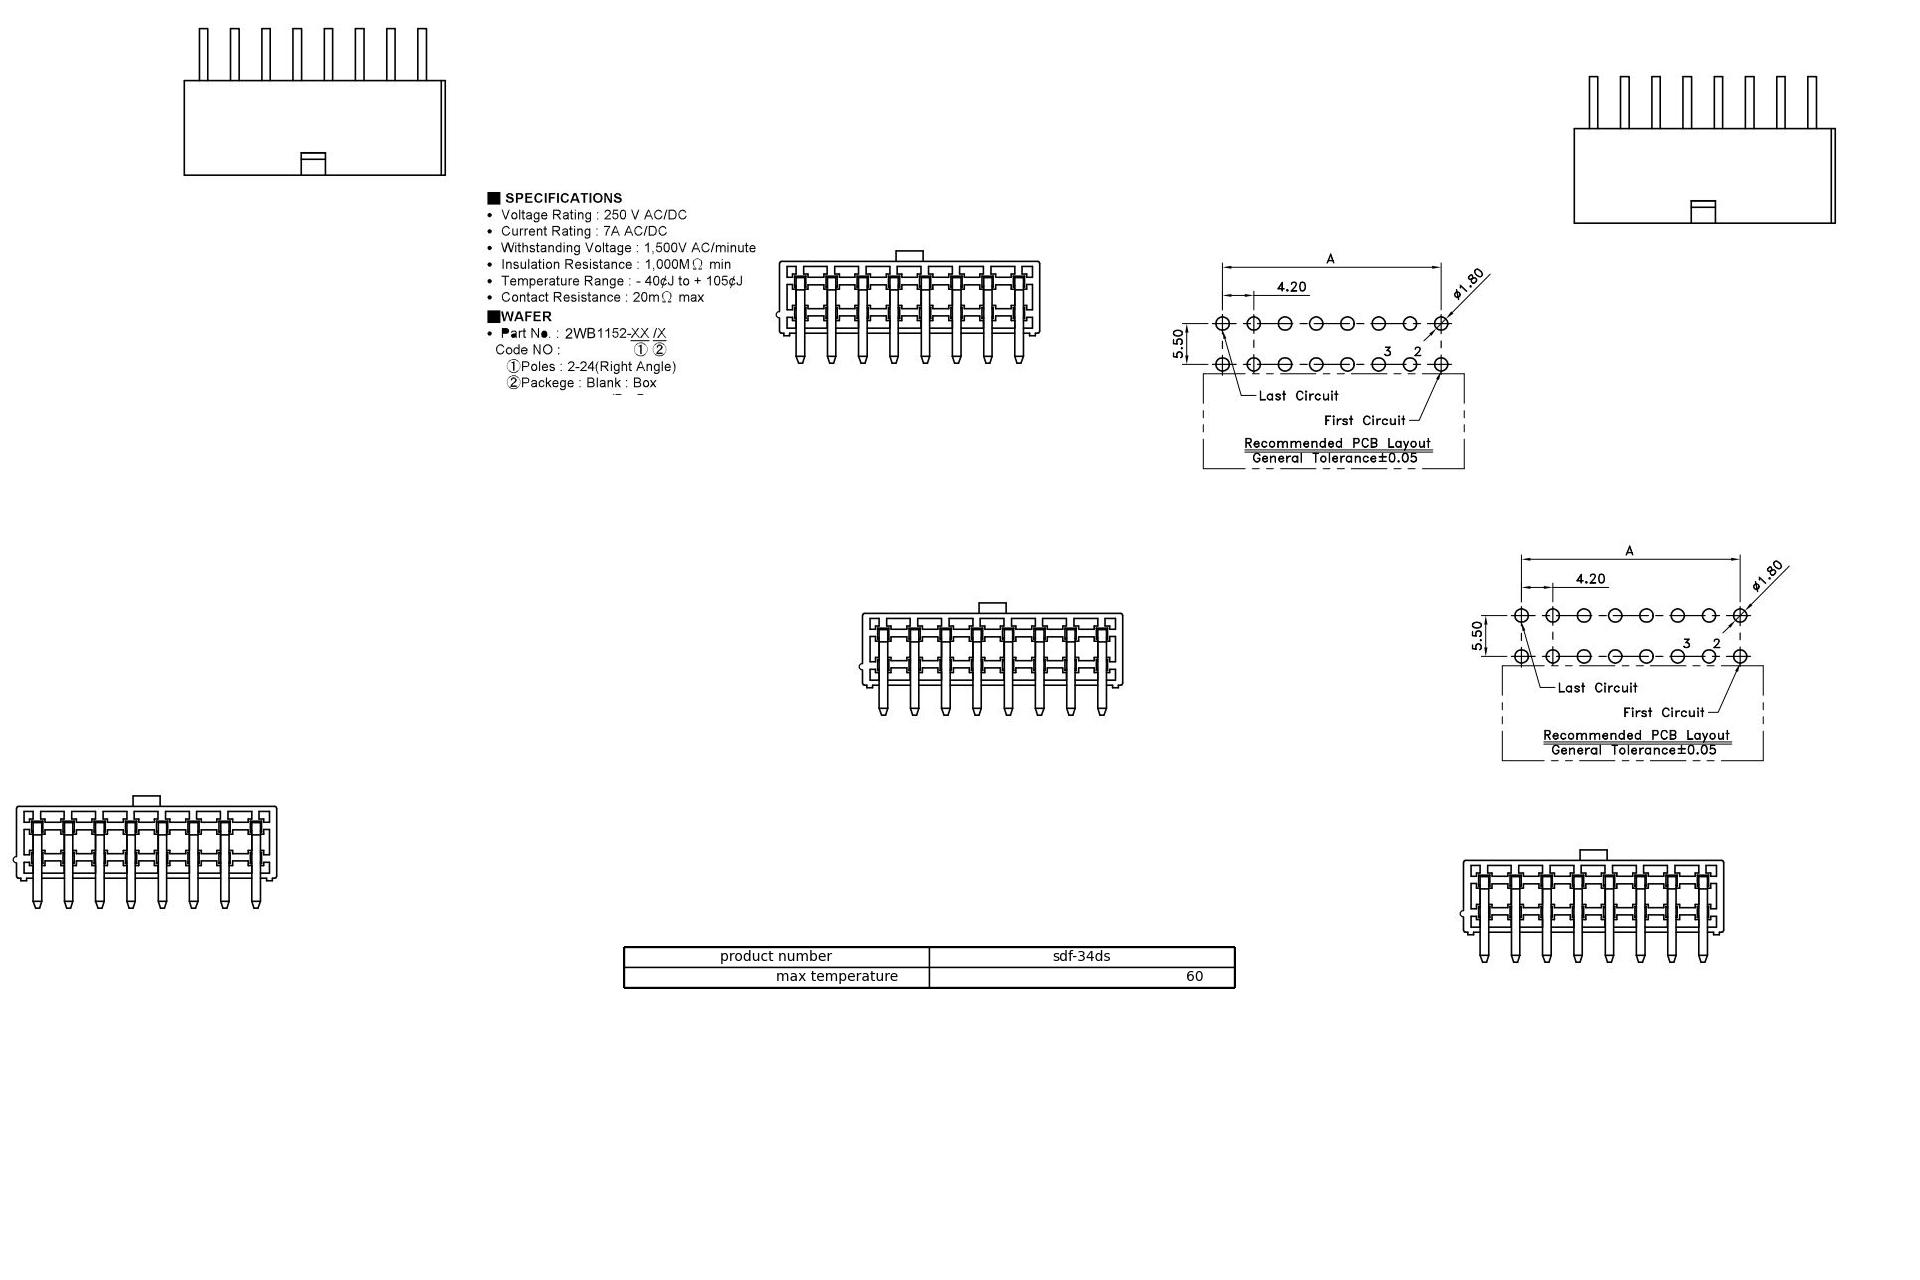 ■ SPECIFICATIONS
• Voltage Rating : 250 V AC/DC
• Current Rating : 7A AC/DC
• Withstanding Voltage : 1,500V AC/minute
• Insulation Resistance : 1,000MΩ min
• Temperature Range : - 40¢J to + 105¢J
• Contact Resistance : 20mΩ max
■WAFER
• Part No. : 2WB1152-XX /X
Code NO : ① ②
①Poles : 2-24(Right Angle)
②Packege : Blank : Box
A
ø1.80
4.20
5.50
3 2
Last Circuit
First Circuit
Recommended PCB Layout
General Tolerance±0.05
A
ø1.80
4.20
5.50
3 2
Last Circuit
First Circuit
Recommended PCB Layout
General Tolerance±0.05
product number sdf-34ds
max temperature 60